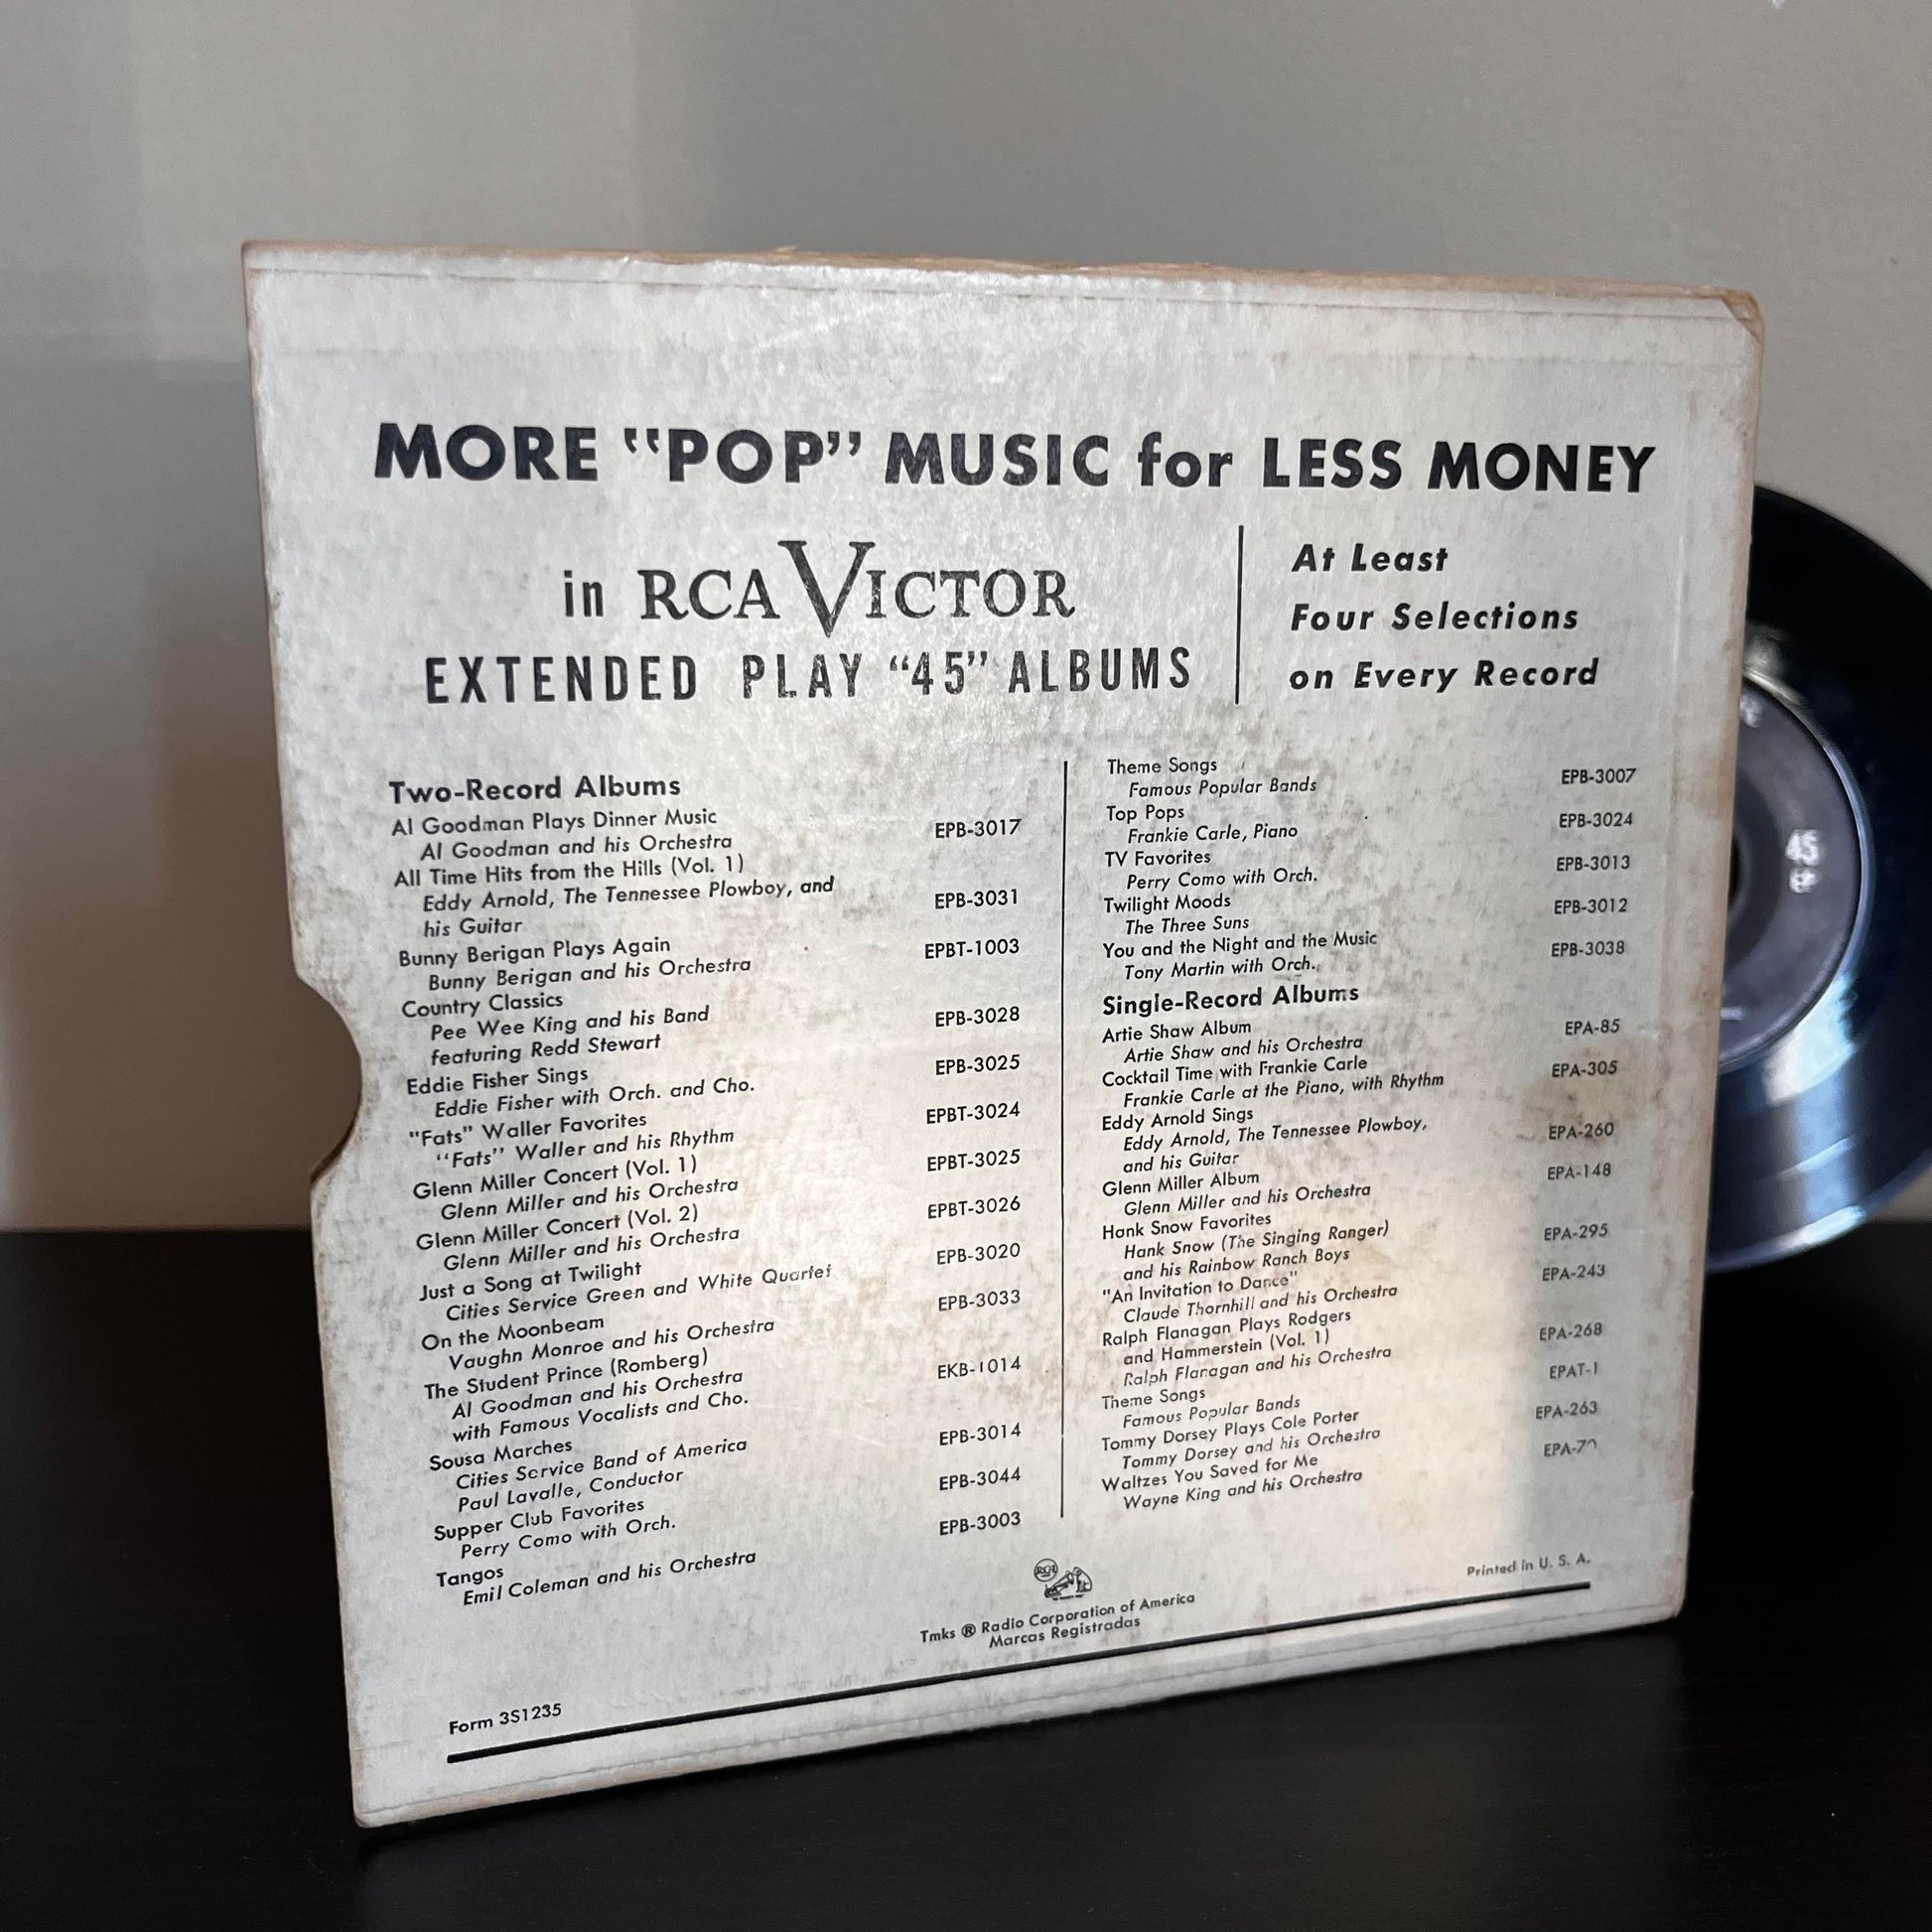 MORE "POP" MUSIC for LESS MONEY
in RCA VICTOR
EXTENDED PLAY "45" ALBUMS
At Least
Four Selections
on Every Record
Two-Record Albums
Al Goodman Plays Dinner Music
Al Goodman and his Orchestra EPB-3017
All Time Hits from the Hills (Vol. 1)
Eddy Arnold, The Tennessee Plowboy, and
his Guitar EPB-3031
Bunny Berigan Plays Again
Bunny Berigan and his Orchestra EPBT-1003
Country Classics
Pee Wee King and his Band
featuring Redd Stewart EPB-3028
Eddie Fisher Sings
Eddie Fisher with Orch. and Cho. EPB-3025
"Fats" Waller Favorites
"Fats" Waller and his Rhythm EPBT-3024
Glenn Miller Concert (Vol. 1)
Glenn Miller and his Orchestra EPBT-3025
Glenn Miller Concert (Vol. 2)
Glenn Miller and his Orchestra EPBT-3026
Just a Song at Twilight
Cities Service Green and White Quartet EPB-3020
On the Moonbeam
Vaughn Monroe and his Orchestra EPB-3033
The Student Prince (Romberg)
Al Goodman and his Orchestra
with Famous Vocalists and Cho. EKB-1014
Sousa Marches
Cities Service Band of America
Paul Lavalle, Conductor EPB-3014
Supper Club Favorites
Perry Como with Orch. EPB-3044
Tangos
Emil Coleman and his Orchestra EPB-3003
Theme Songs
Famous Popular Bands EPB-3007
Top Pops
Frankie Carle, Piano EPB-3024
TV Favorites
Perry Como with Orch. EPB-3013
Twilight Moods
The Three Suns EPB-3012
You and the Night and the Music
Tony Martin with Orch. EPB-3038
Single-Record Albums
Artie Shaw Album
Artie Shaw and his Orchestra EPA-85
Cocktail Time with Frankie Carle
Frankie Carle at the Piano, with Rhythm EPA-305
Eddy Arnold Sings
Eddy Arnold, The Tennessee Plowboy,
and his Guitar EPA-260
Glenn Miller Album
Glenn Miller and his Orchestra EPA-148
Hank Snow Favorites
Hank Snow (The Singing Ranger)
and his Rainbow Ranch Boys EPA-295
"An Invitation to Dance"
Claude Thornhill and his Orchestra EPA-243
Ralph Flanagan Plays Rodgers
and Hammerstein (Vol. 1)
Ralph Flanagan and his Orchestra EPA-268
Theme Songs
Famous Popular Bands EPAT-1
Tommy Dorsey Plays Cole Porter
Tommy Dorsey and his Orchestra EPA-263
Waltzes You Saved for Me
Wayne King and his Orchestra
Tmks ® Radio Corporation of America
Marcas Registradas
Printed in U. S. A.
Form 3S1235
RCA
45